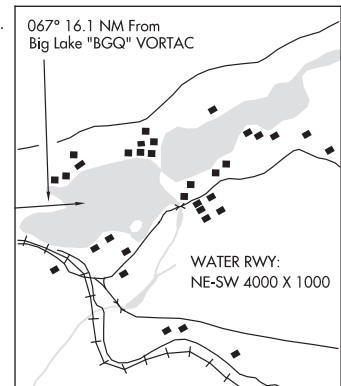 067° 16.1 NM From
Big Lake "BGQ" VORTAC
WATER RWY:
NE-SW 4000 X 1000